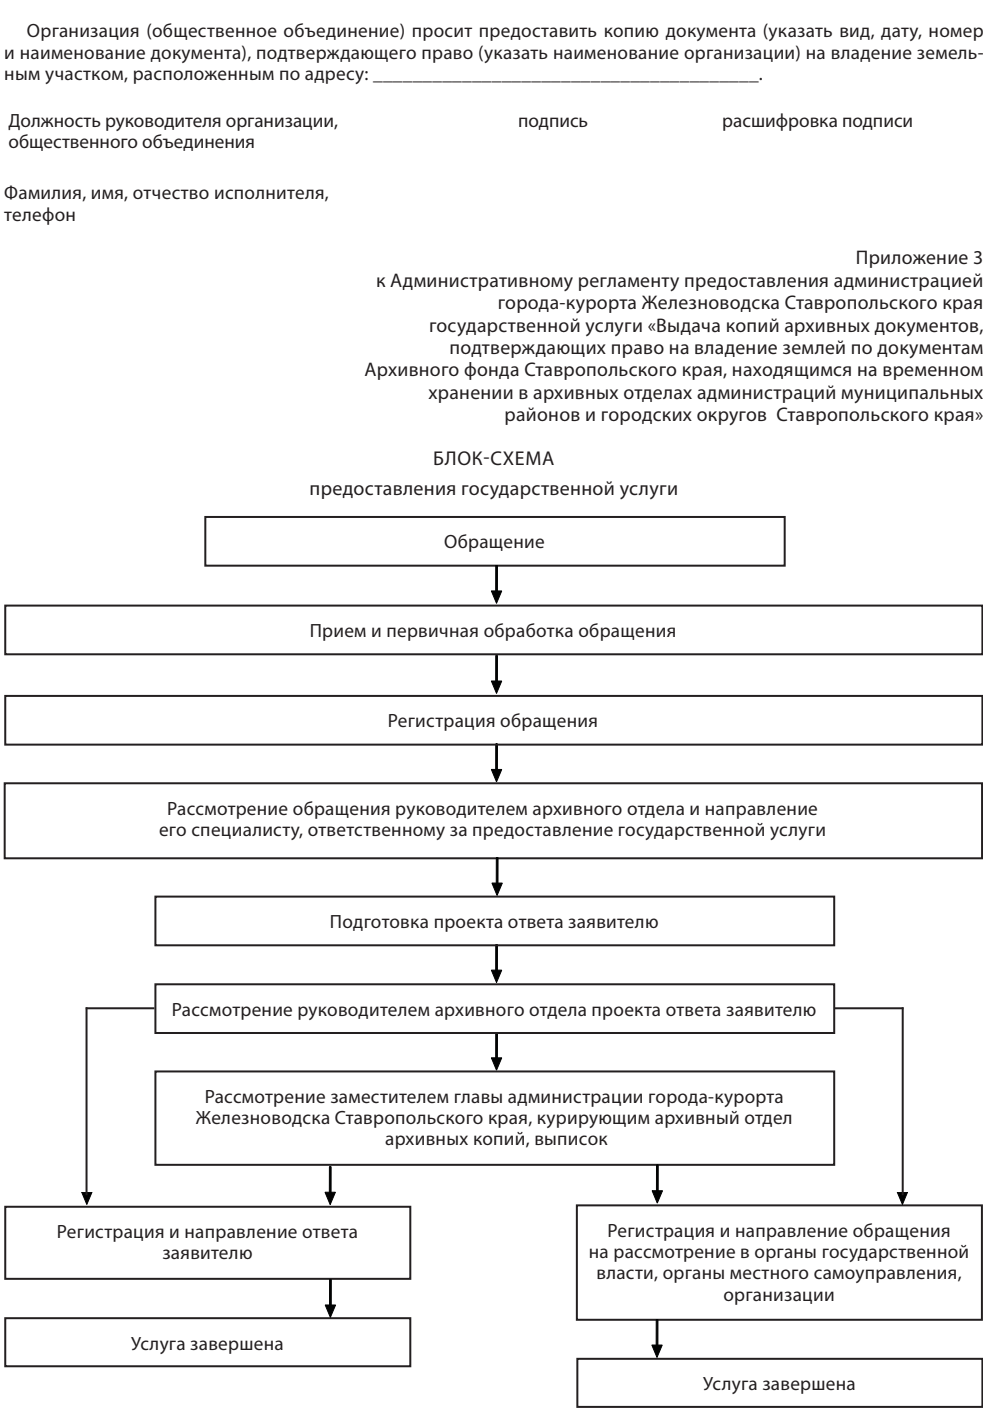 Организация (общественное объединение) просит предоставить копию документа (указать вид, дату, номер
и наименование документа), подтверждающего право (указать наименование организации) на владение земель-
ным участком, расположенным по адресу: ________________________________________.
Должность руководителя организации, подпись расшифровка подписи
общественного объединения
Фамилия, имя, отчество исполнителя,
телефон
Приложение 3
к Административному регламенту предоставления администрацией
города-курорта Железноводска Ставропольского края
государственной услуги «Выдача копий архивных документов,
подтверждающих право на владение землей по документам
Архивного фонда Ставропольского края, находящимся на временном
хранении в архивных отделах администраций муниципальных
районов и городских округов Ставропольского края»
БЛОК-СХЕМА
предоставления государственной услуги
Обращение
Прием и первичная обработка обращения
Регистрация обращения
Рассмотрение обращения руководителем архивного отдела и направление
его специалисту, ответственному за предоставление государственной услуги
Подготовка проекта ответа заявителю
Рассмотрение руководителем архивного отдела проекта ответа заявителю
Рассмотрение заместителем главы администрации города-курорта
Железноводска Ставропольского края, курирующим архивный отдел
архивных копий, выписок
Регистрация и направление ответа
заявителю
Регистрация и направление обращения
на рассмотрение в органы государственной
власти, органы местного самоуправления,
организации
Услуга завершена
Услуга завершена